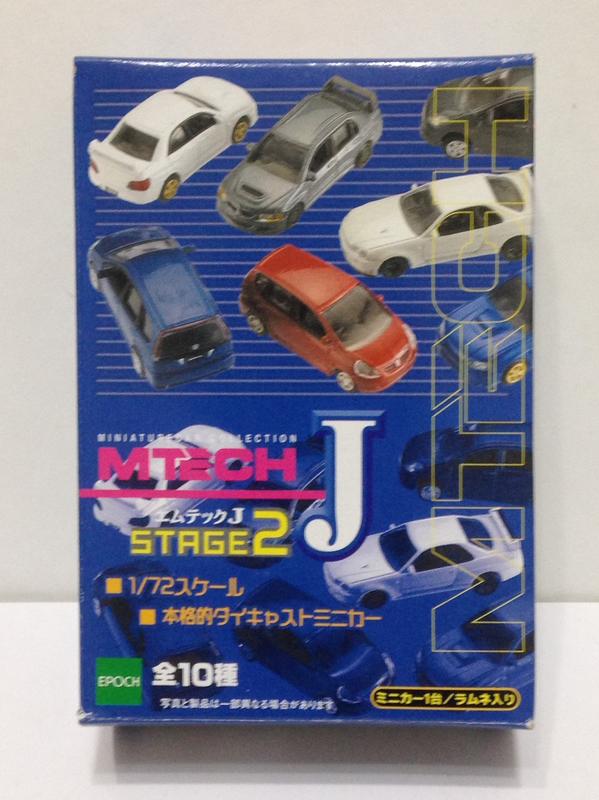 MINIATURE CAR COLLECTION
MTECH J
エムテックJ
STAGE2
■1/72スケール
■本格的ダイキャストミニカー
EPOCH
全10種
写真と製品は一部異なる場合があります
ミニカー1台/ラムネ入り